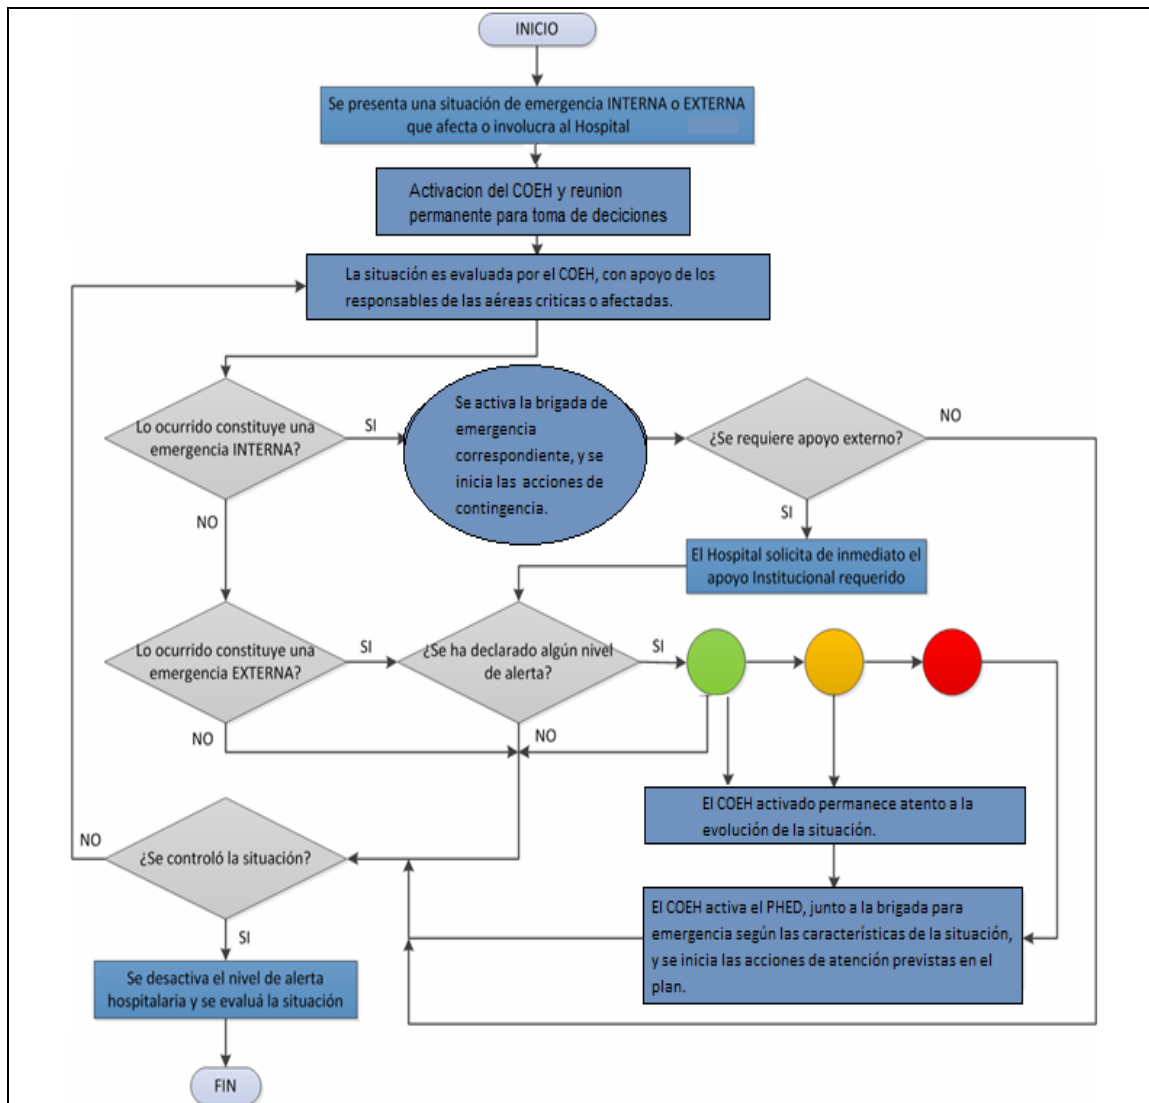 INICIO
Se presenta una situación de emergencia INTERNA o EXTERNA
que afecta o involucra al Hospital
Activacion del COEH y reunion
permanente para toma de deciciones
La situación es evaluada por el COEH, con apoyo de los
responsables de las aéreas criticas o afectadas.
Lo ocurrido constituye una
emergencia INTERNA?
SI
Se activa la brigada de
emergencia
correspondiente, y se
inicia las acciones de
contingencia.
¿Se requiere apoyo externo?
NO
NO
SI
El Hospital solicita de inmediato el
apoyo Institucional requerido
Lo ocurrido constituye una
emergencia EXTERNA?
SI
¿Se ha declarado algún nivel
de alerta?
SI
NO
NO
El COEH activado permanece atento a la
evolución de la situación.
NO
¿Se controló la situación?
El COEH activa el PHED, junto a la brigada para
emergencia según las características de la situación,
y se inicia las acciones de atención previstas en el
plan.
SI
Se desactiva el nivel de alerta
hospitalaria y se evaluá la situación
FIN